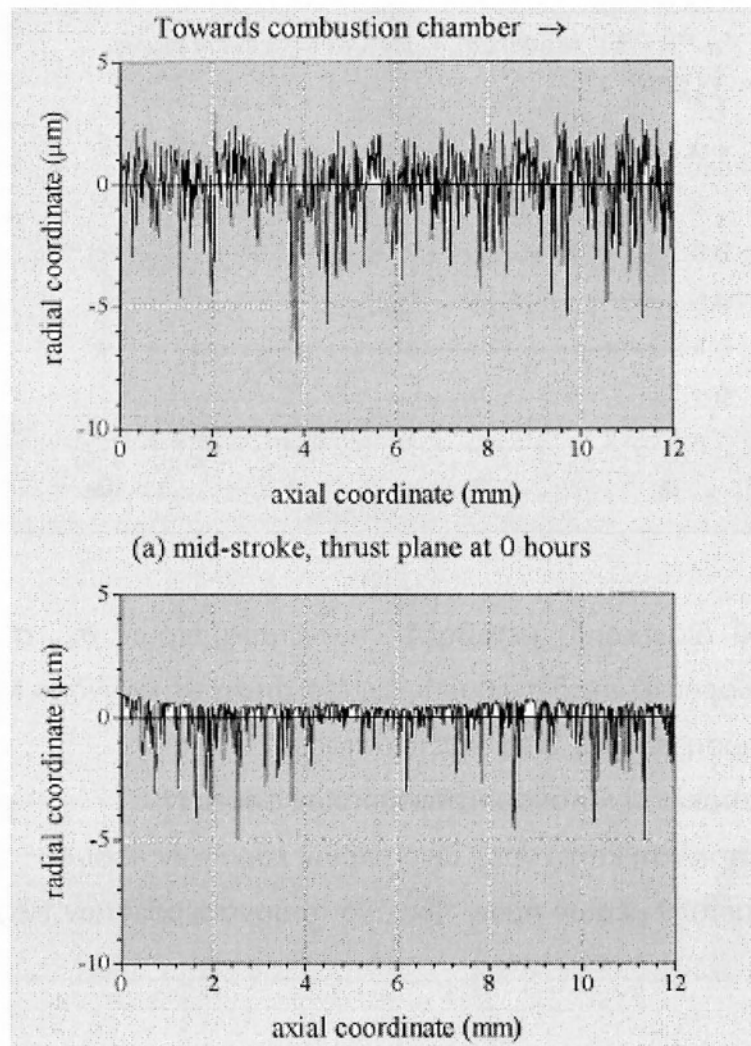 Towards combustion chamber →
5
0
-5
-10
radial coordinate (μm)
0 2 4 6 8 10 12
axial coordinate (mm)
(a) mid-stroke, thrust plane at 0 hours
5
0
-5
-10
radial coordinate (μm)
0 2 4 6 8 10 12
axial coordinate (mm)